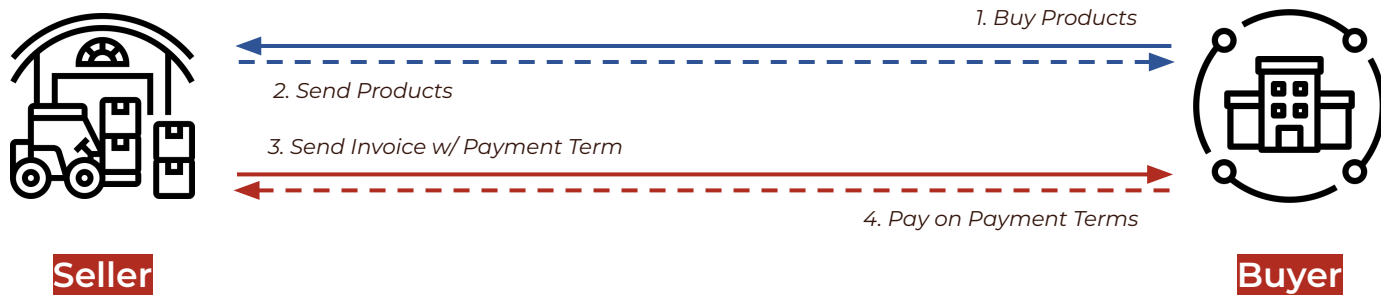 1. Buy Products
2. Send Products
3. Send Invoice w/ Payment Term
4. Pay on Payment Terms
Seller
Buyer